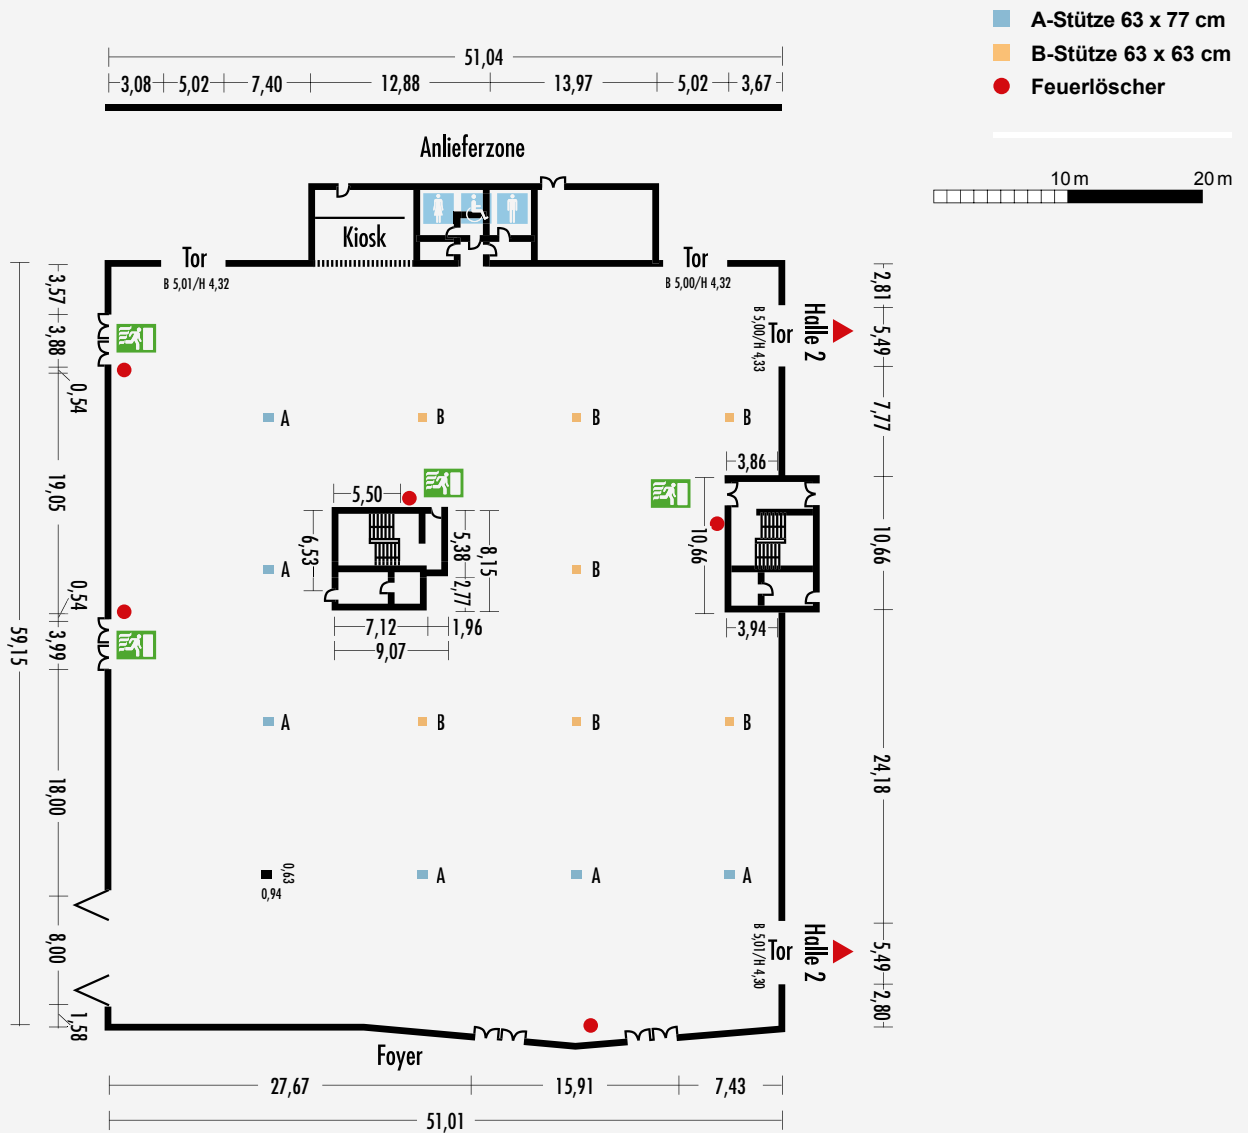 A-Stütze 63 x 77 cm
B-Stütze 63 x 63 cm
Feuerlöscher
10 m 20 m
51,04
3,08 5,02 7,40 12,88 13,97 5,02 3,67
Anlieferzone
Kiosk
Tor
B 5,01/H 4,32
Tor
B 5,00/H 4,32
59,15
3,57
3,88
0,54
19,05
0,54
3,99
18,00
8,00
1,58
2,81
5,49
7,77
10,66
24,18
5,49
2,80
B 5,00/H 4,33
Tor
Halle 2
A B B B
3,86
5,50
6,53
5,38
8,15
2,77
10,66
A B
7,12 1,96
9,07
3,94
A B B B
0,63
0,94
A A A
B 5,01/H 4,30
Tor
Halle 2
Foyer
27,67 15,91 7,43
51,01